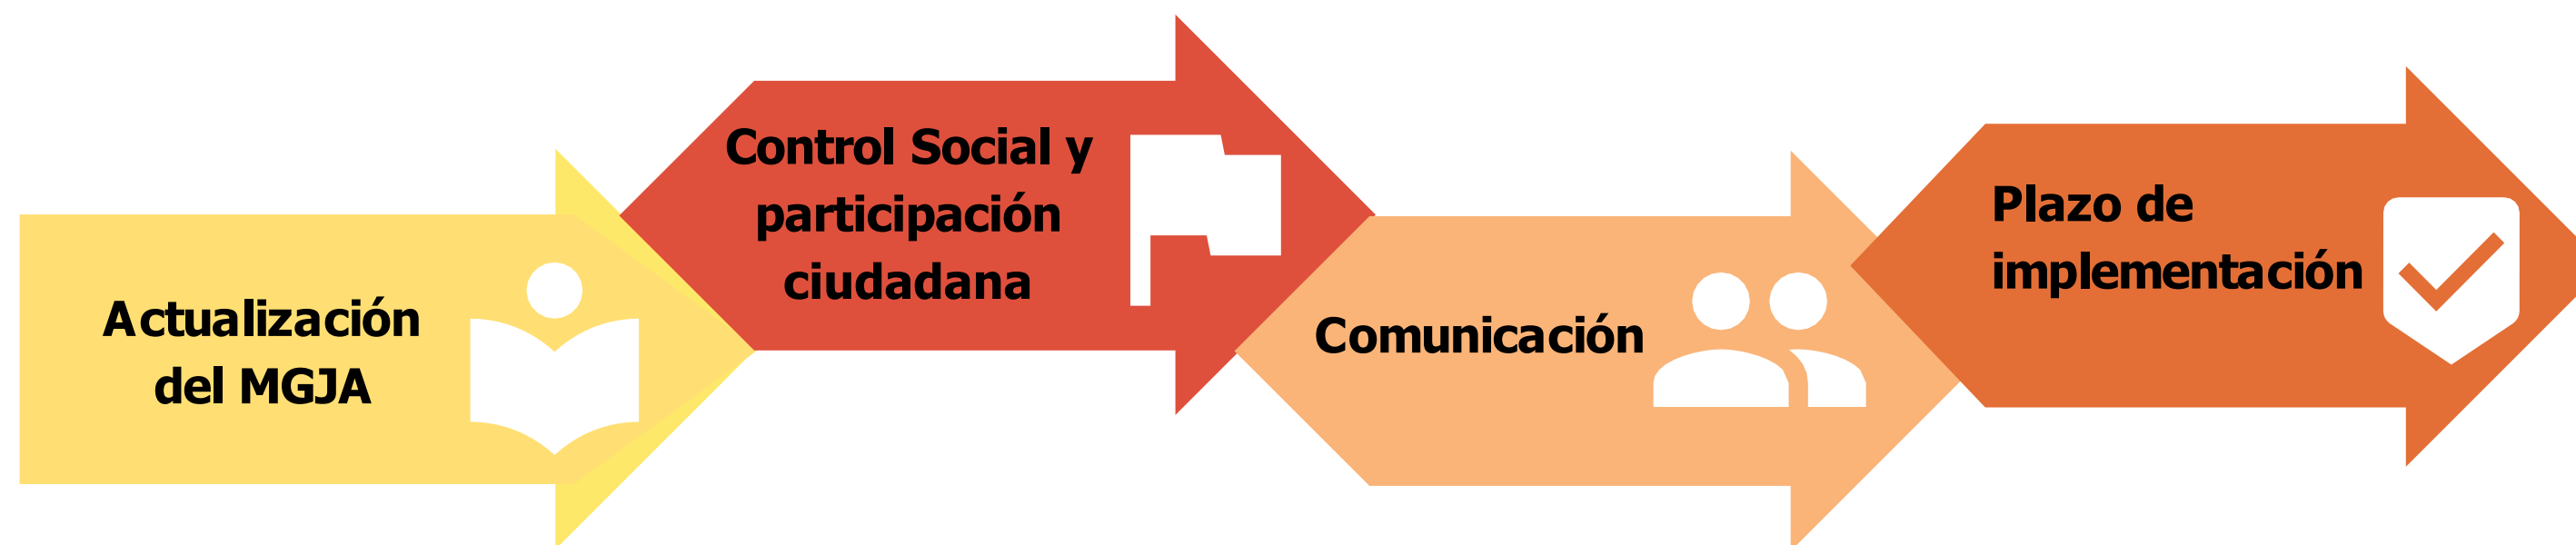 Actualización
del MGJA
Control Social y
participación
ciudadana
Comunicación
Plazo de
implementación